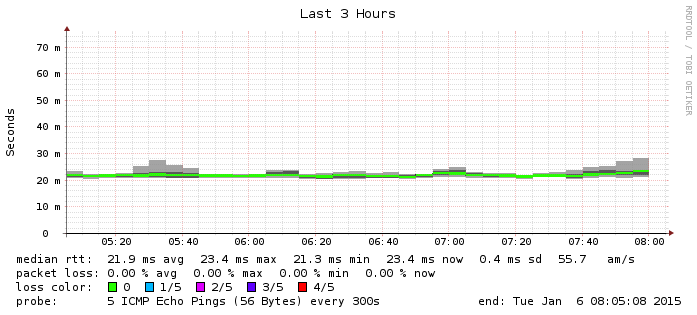 Last 3 Hours
RRDTOOL / TOBI OETIKER
Seconds
70 m
60 m
50 m
40 m
30 m
20 m
10 m
0
05:20 05:40 06:00 06:20 06:40 07:00 07:20 07:40 08:00
median rtt: 21.9 ms avg 23.4 ms max 21.3 ms min 23.4 ms now 0.4 ms sd 55.7 am/s
packet loss: 0.00 % avg 0.00 % max 0.00 % min 0.00 % now
loss color: 0 1/5 2/5 3/5 4/5
probe: 5 ICMP Echo Pings (56 Bytes) every 300s end: Tue Jan 6 08:05:08 2015